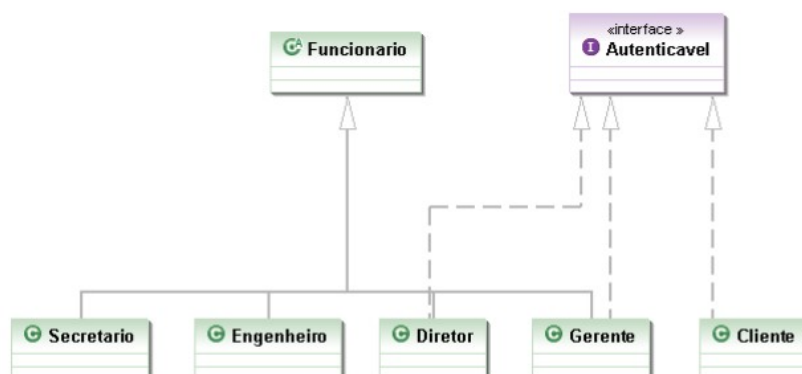 «interface »
Funcionario
Autenticavel
Secretario
Engenheiro
Diretor
Gerente
Cliente